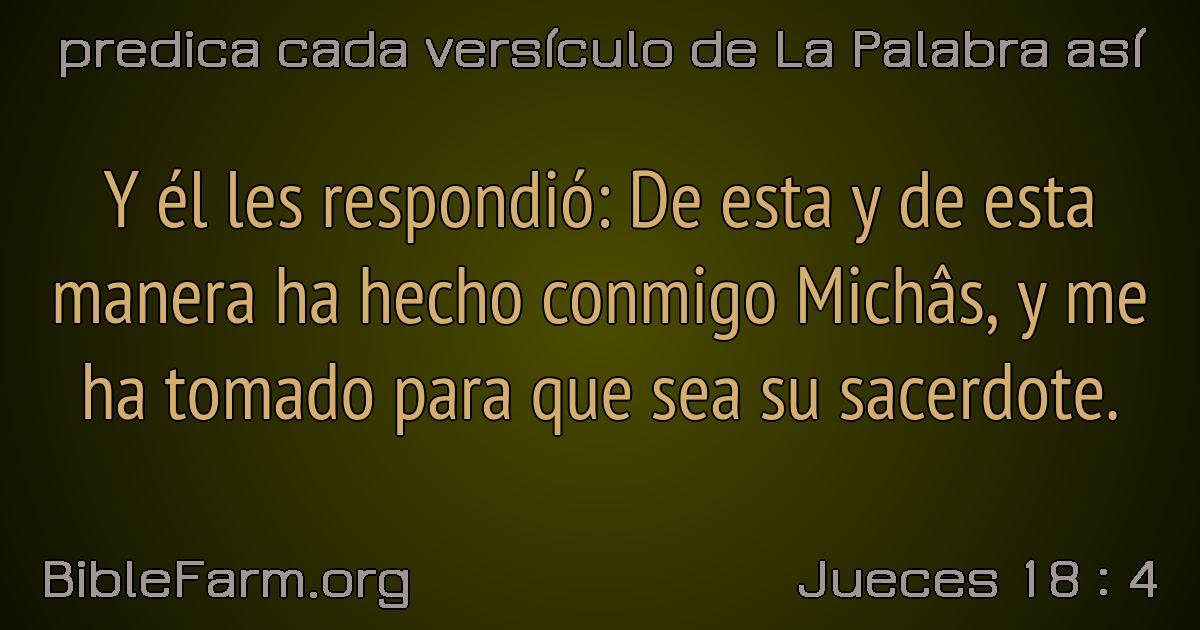 predica cada versículo de La Palabra así
Y él les respondió: De esta y de esta
manera ha hecho conmigo Michâs, y me
ha tomado para que sea su sacerdote.
BibleFarm.org
Jueces 18 : 4